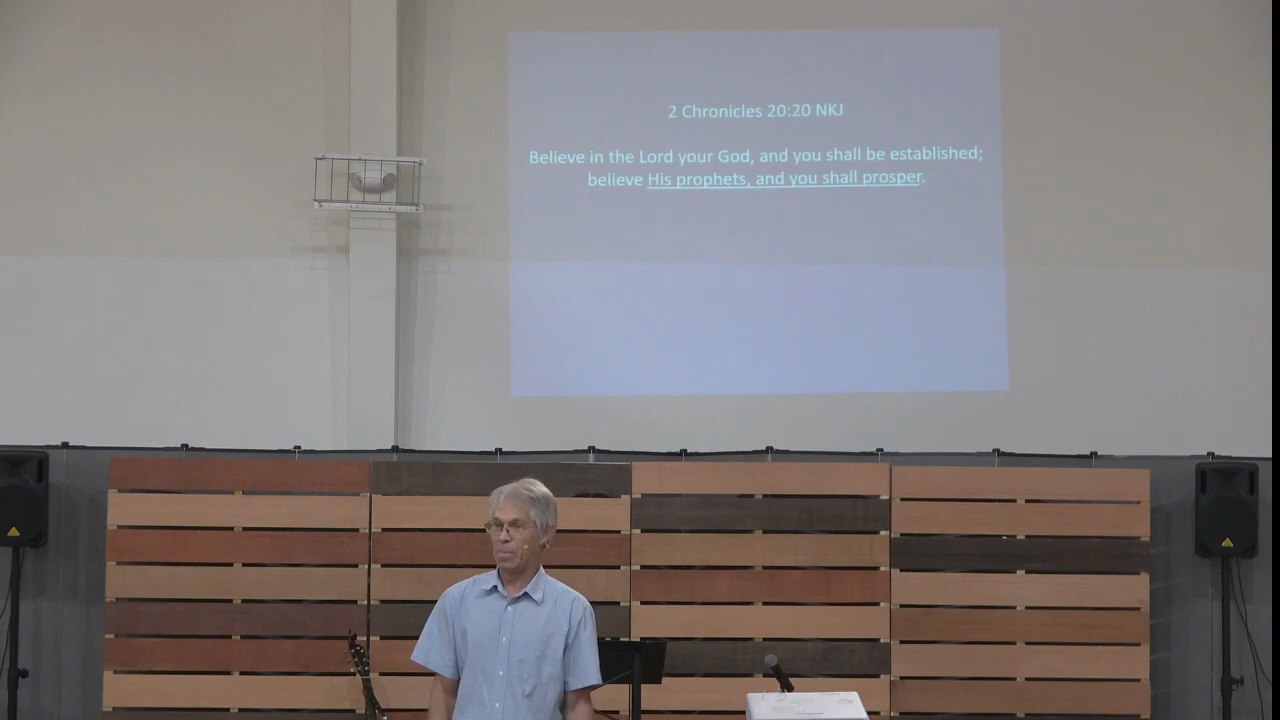 2 Chronicles 20:20 NKJ
Believe in the Lord your God, and you shall be established;
believe His prophets, and you shall prosper.